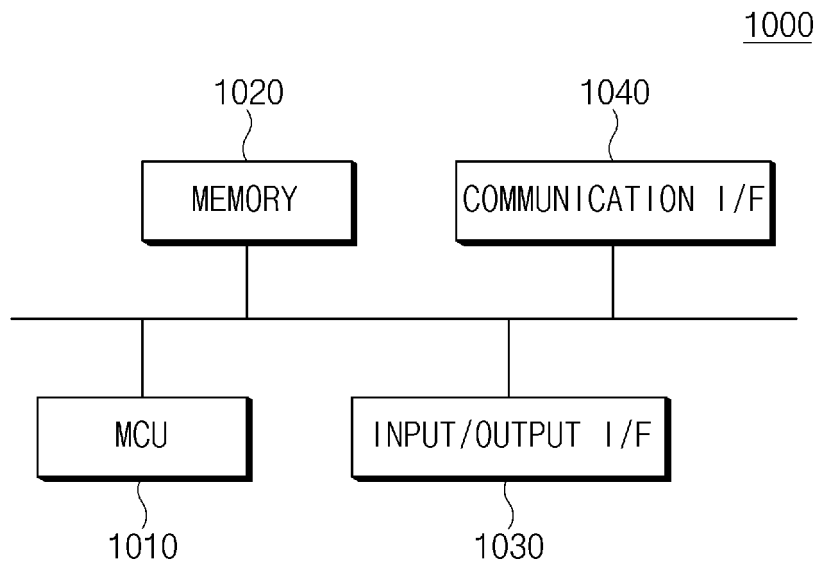 1000
1020
1040
MEMORY
COMMUNICATION I/F
MCU
INPUT/OUTPUT I/F
1010
1030